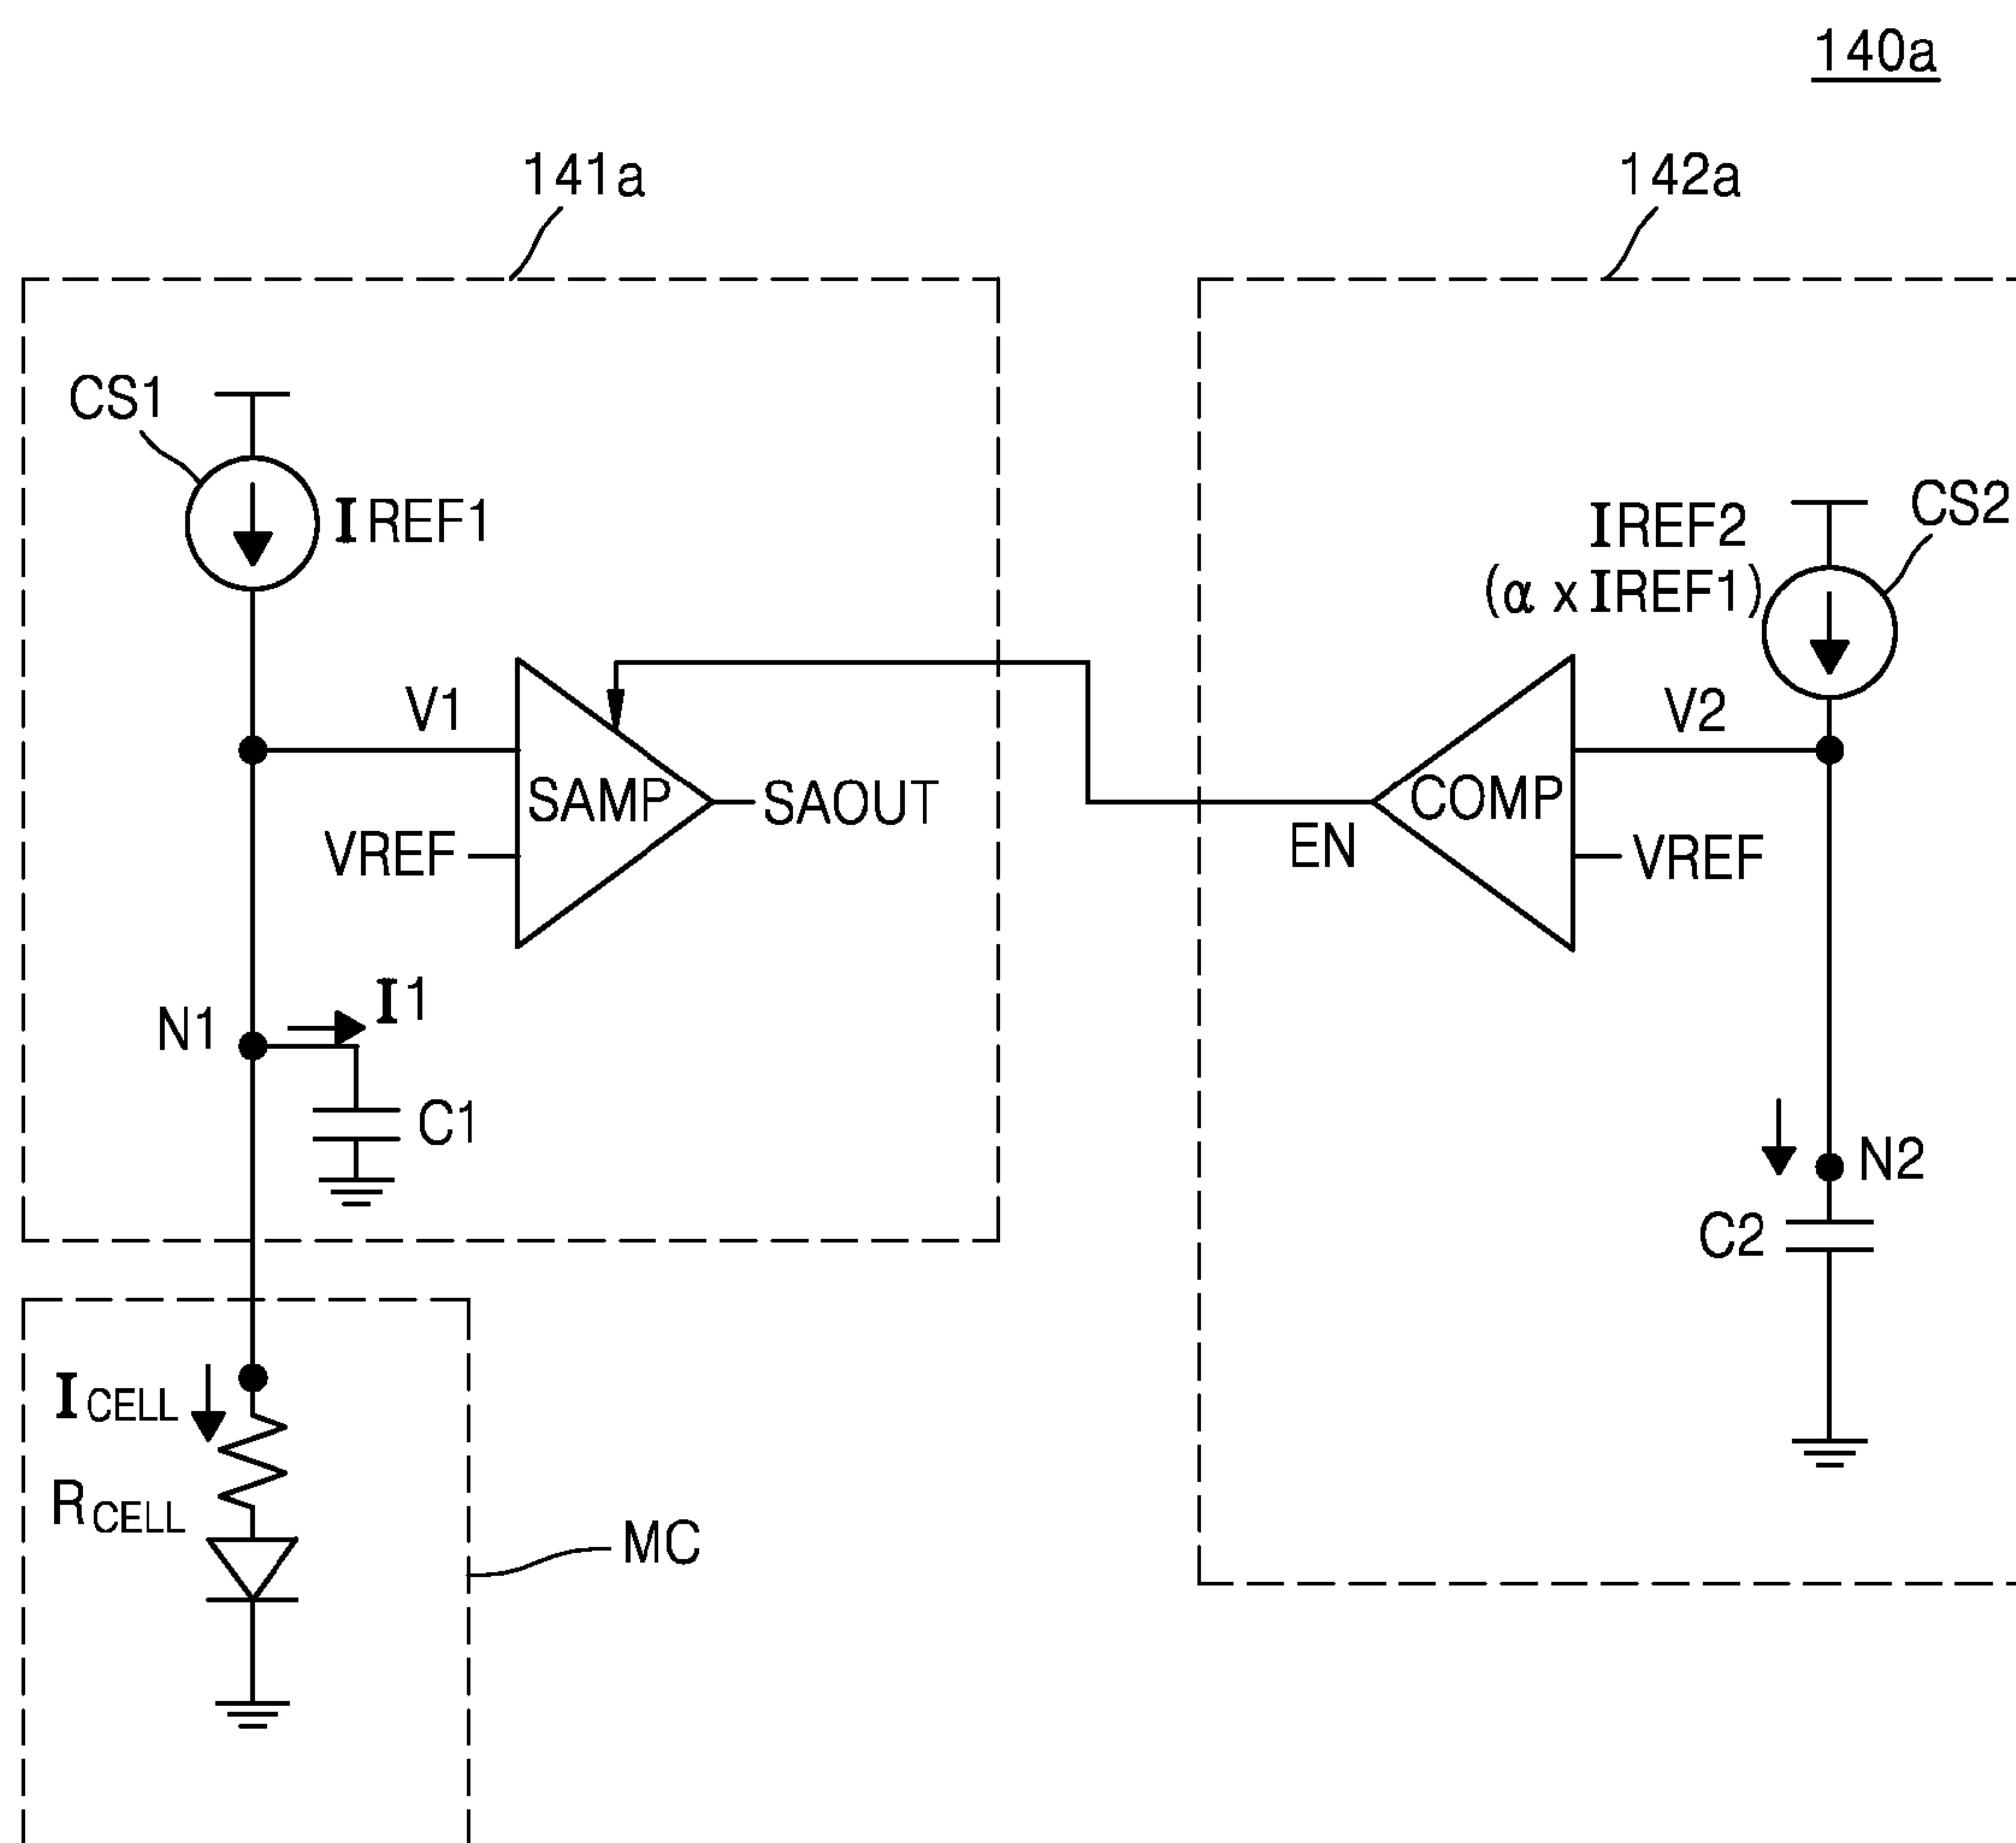 140a
141a
142a
CS1
IREF1
IREF2
(α x IREF1)
CS2
V1
SAMP
SAOUT
VREF
V2
COMP
EN
VREF
N1
I1
C1
N2
C2
ICELL
RCELL
MC